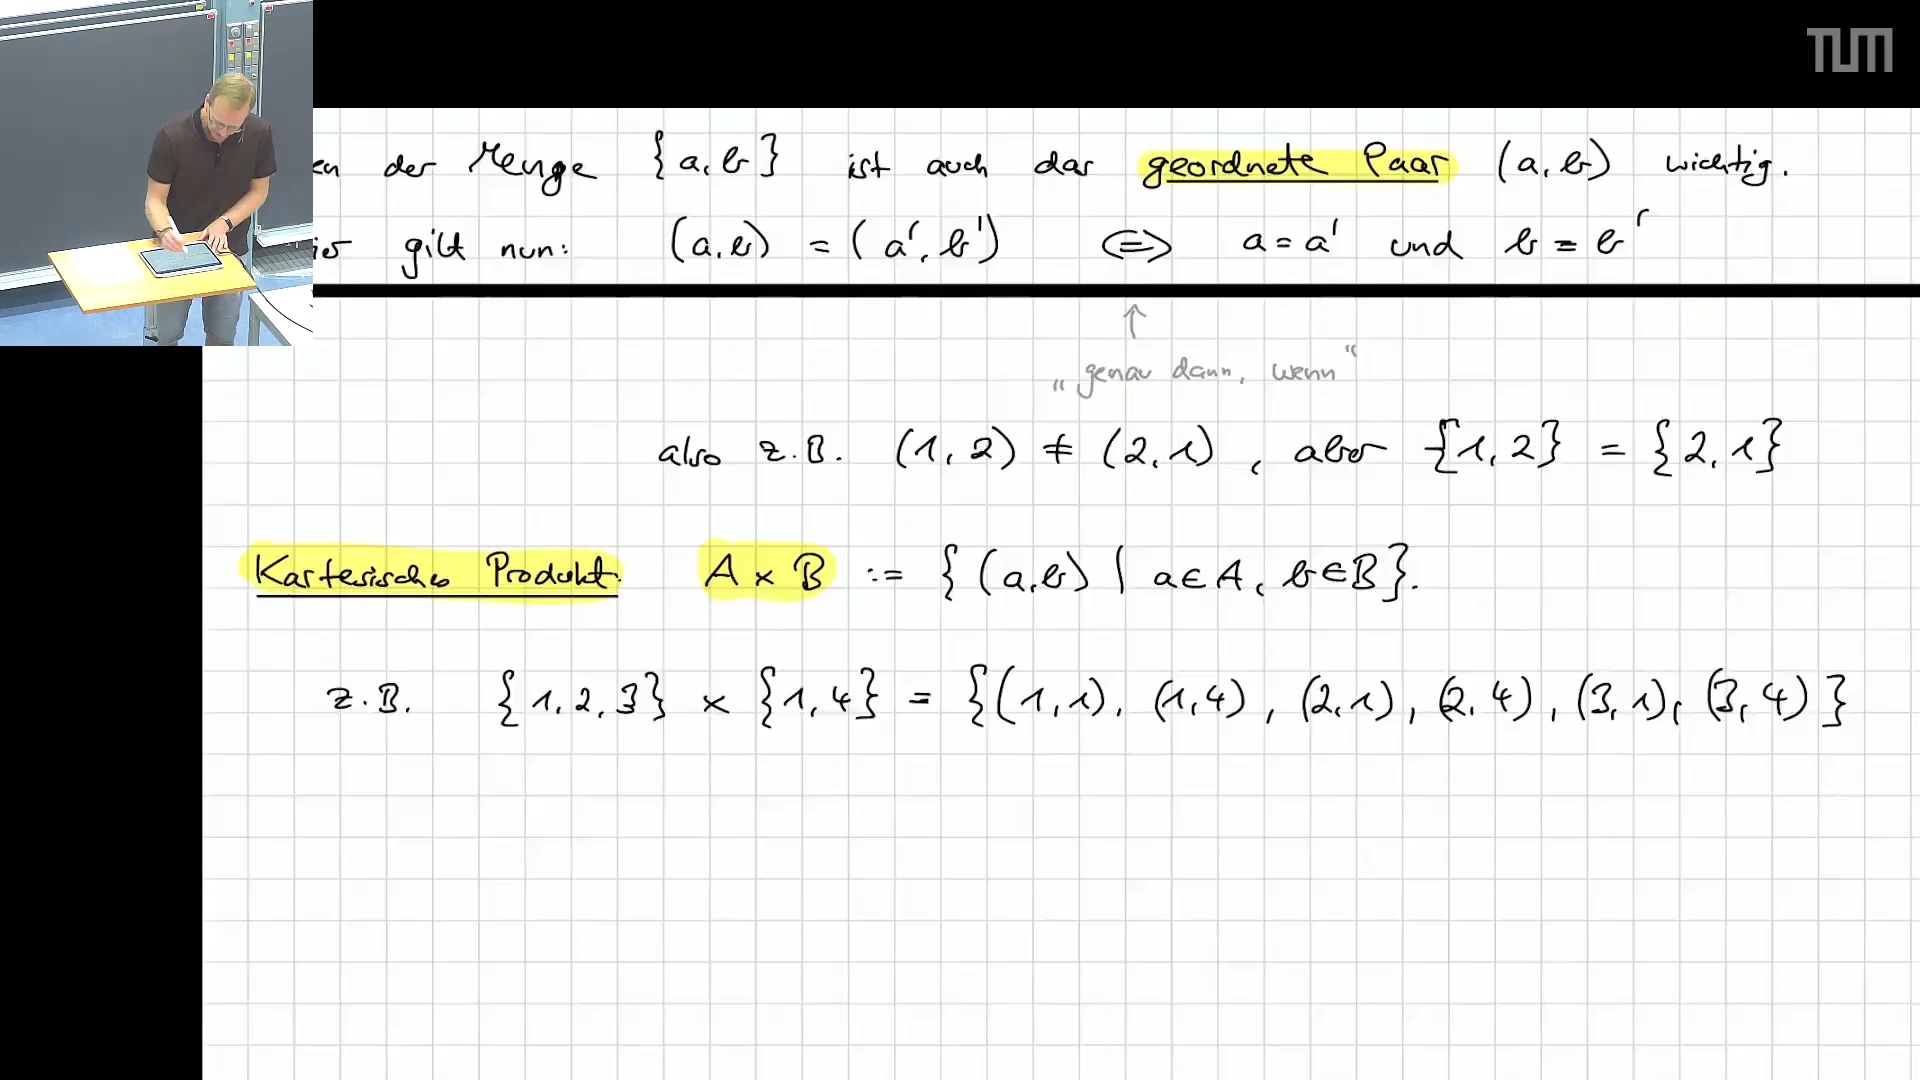 TUM
der Menge {a, b} ist auch das geordnete Paar (a, b) wichtig.
gilt nun: (a, b) = (a', b') ⟺ a = a' und b = b'
↑
„genau dann, wenn“
also z.B. (1, 2) ≠ (2, 1), aber {1, 2} = {2, 1}
Kartesisches Produkt: A × B := {(a, b) | a ∈ A, b ∈ B}.
z.B. {1, 2, 3} × {1, 4} = {(1, 1), (1, 4), (2, 1), (2, 4), (3, 1), (3, 4)}